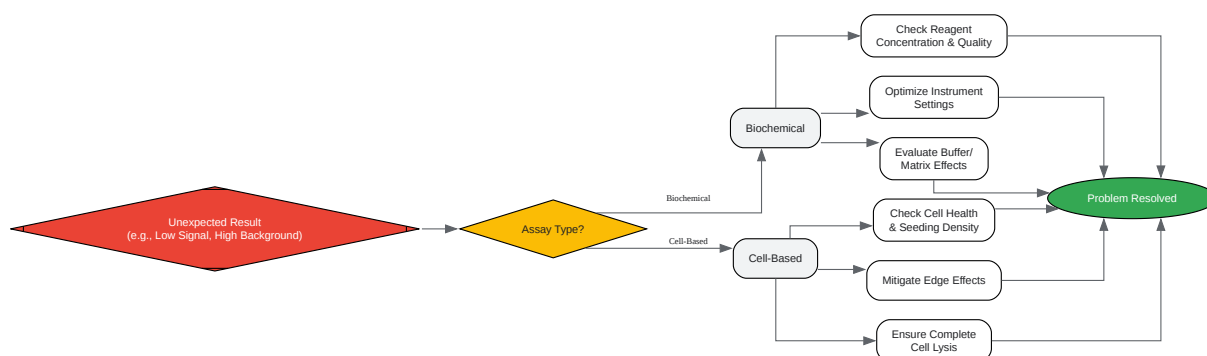 Unexpected Result
(e.g., Low Signal, High Background)
Assay Type?
Biochemical
Cell-Based
Biochemical
Cell-Based
Check Reagent
Concentration & Quality
Optimize Instrument
Settings
Evaluate Buffer/
Matrix Effects
Check Cell Health
& Seeding Density
Mitigate Edge Effects
Ensure Complete
Cell Lysis
Problem Resolved